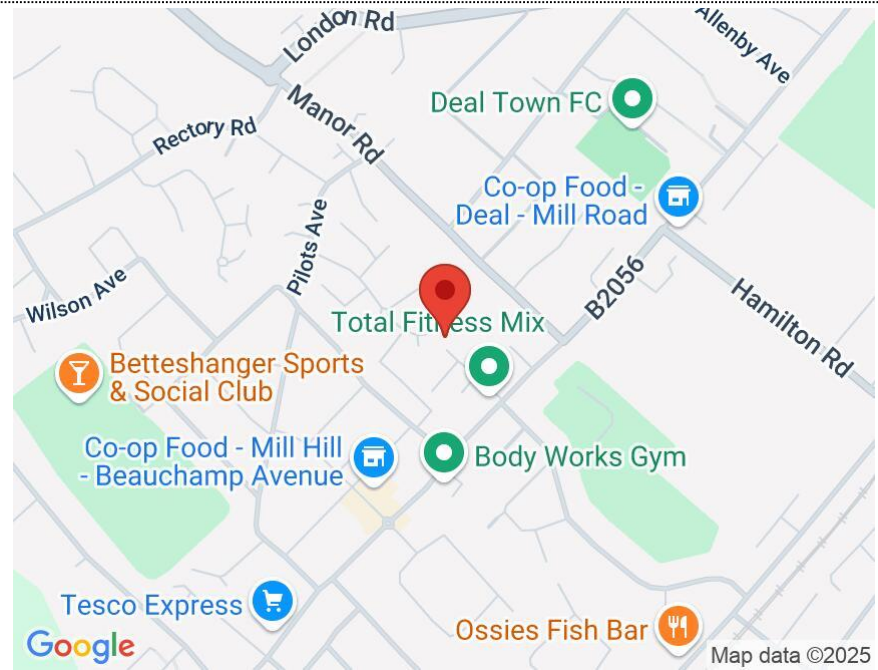 London Rd
Allenby Ave
Manor Rd
Deal Town FC
Rectory Rd
Co-op Food -
Deal - Mill Road
Pilots Ave
B2056
Wilson Ave
Hamilton Rd
Total Fitness Mix
Betteshanger Sports
& Social Club
Co-op Food - Mill Hill
- Beauchamp Avenue
Body Works Gym
Tesco Express
Ossies Fish Bar
Google
Map data ©2025